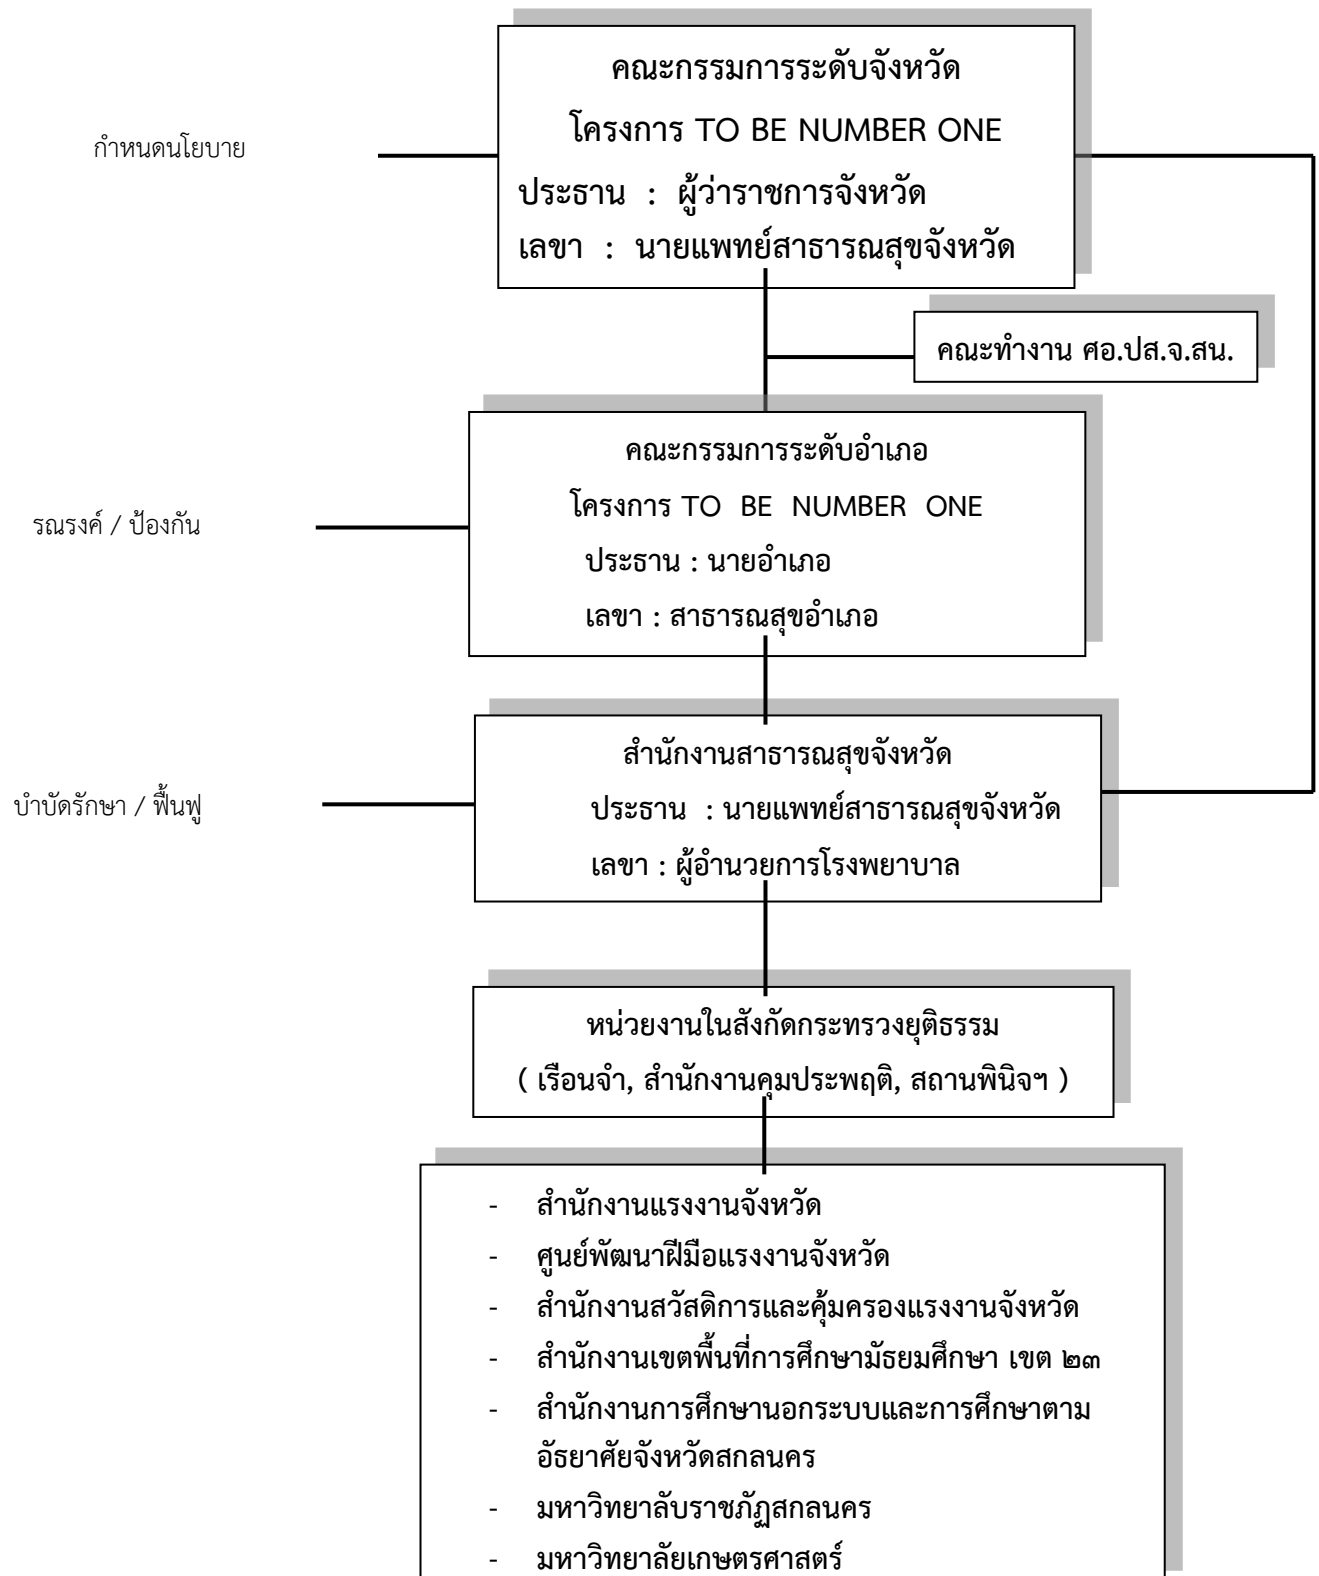 คณะกรรมการระดับจังหวัด
โครงการ TO BE NUMBER ONE
กำหนดนโยบาย
ประธาน : ผู้ว่าราชการจังหวัด
เลขา : นายแพทย์สาธารณสุขจังหวัด
คณะทำงาน ศอ.ปส.จ.สน.
คณะกรรมการระดับอำเภอ
โครงการ TO BE NUMBER ONE
รณรงค์ / ป้องกัน
ประธาน : นายอำเภอ
เลขา : สาธารณสุขอำเภอ
สำนักงานสาธารณสุขจังหวัด
บำบัดรักษา / ฟื้นฟู
ประธาน : นายแพทย์สาธารณสุขจังหวัด
เลขา : ผู้อำนวยการโรงพยาบาล
หน่วยงานในสังกัดกระทรวงยุติธรรม
( เรือนจำ, สำนักงานคุมประพฤติ, สถานพินิจฯ )
- สำนักงานแรงงานจังหวัด
- ศูนย์พัฒนาฝีมือแรงงานจังหวัด
- สำนักงานสวัสดิการและคุ้มครองแรงงานจังหวัด
- สำนักงานเขตพื้นที่การศึกษามัธยมศึกษา เขต ๒๓
- สำนักงานการศึกษานอกระบบและการศึกษาตาม
อัธยาศัยจังหวัดสกลนคร
- มหาวิทยาลับราชภัฏสกลนคร
- มหาวิทยาลัยเกษตรศาสตร์